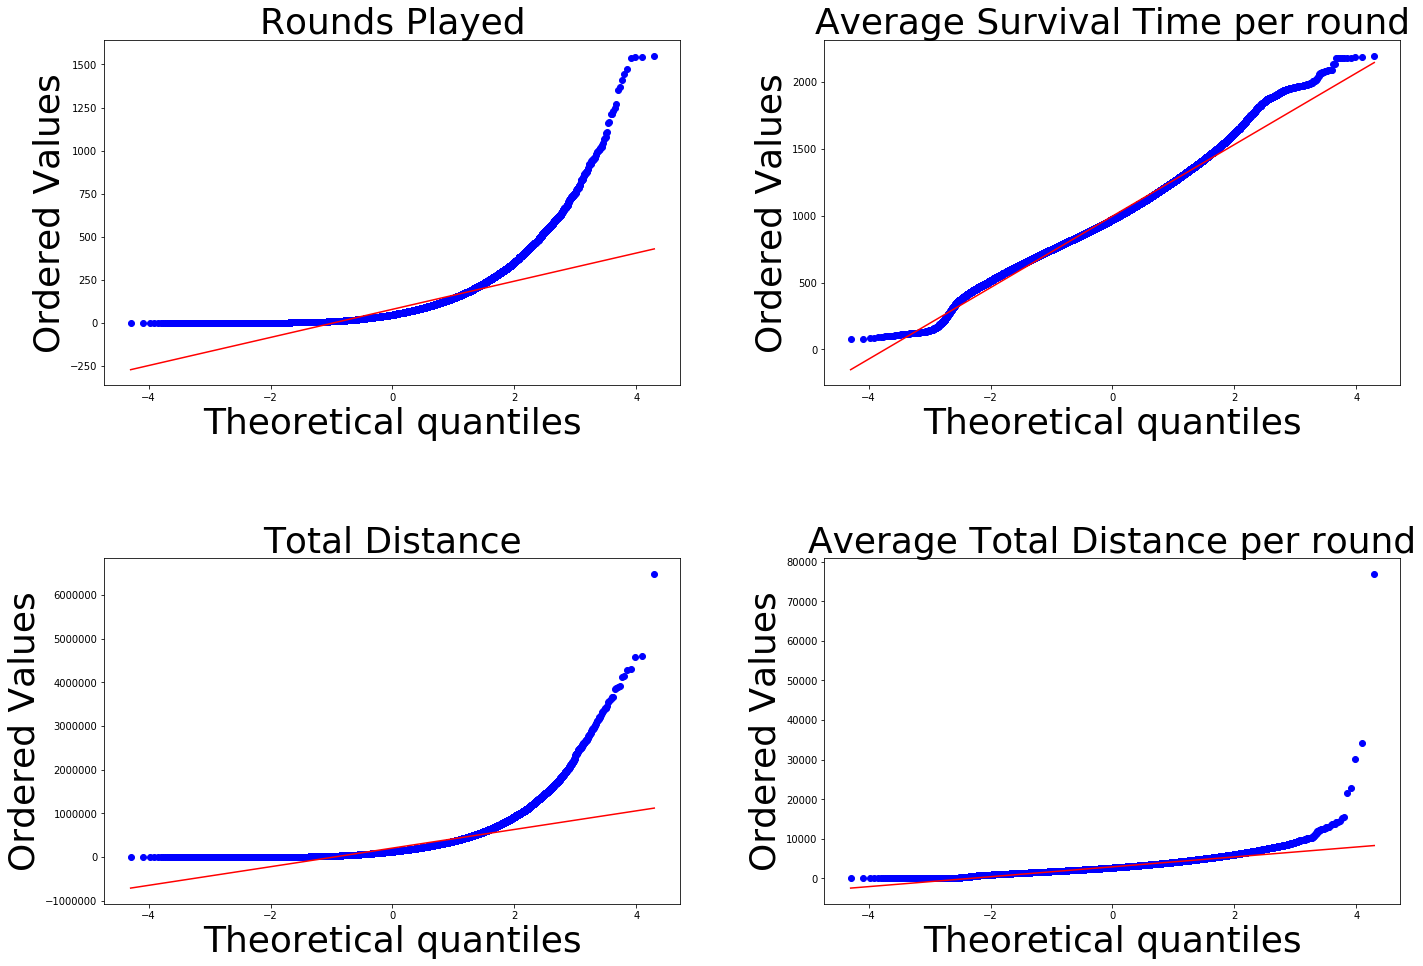 Rounds Played
1500
1250
1000
750
500
250
0
−250
Ordered Values
−4 −2 0 2 4
Theoretical quantiles
Average Survival Time per round
2000
1500
1000
500
0
Ordered Values
−4 −2 0 2 4
Theoretical quantiles
Total Distance
6000000
5000000
4000000
3000000
2000000
1000000
0
−1000000
Ordered Values
−4 −2 0 2 4
Theoretical quantiles
Average Total Distance per round
80000
70000
60000
50000
40000
30000
20000
10000
0
Ordered Values
−4 −2 0 2 4
Theoretical quantiles